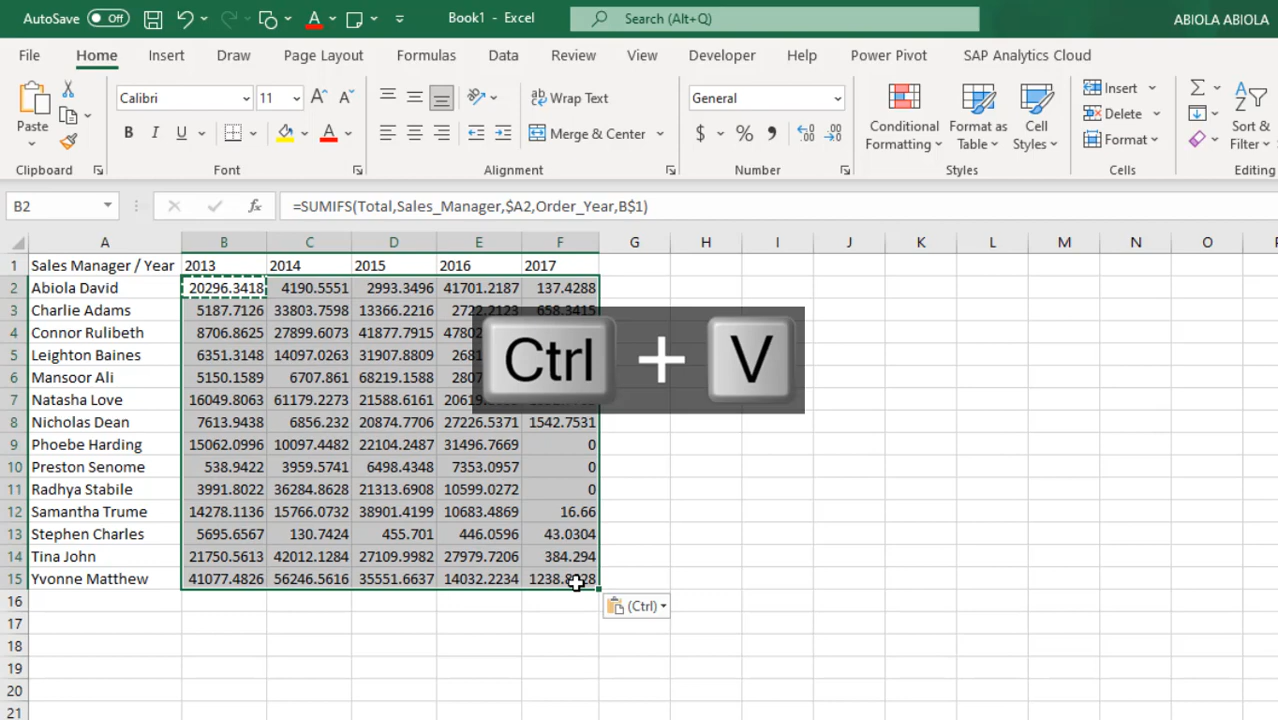 AutoSave Off Book1 - Excel Search (Alt+Q) ABIOLA ABIOLA
File Home Insert Draw Page Layout Formulas Data Review View Developer Help Power Pivot SAP Analytics Cloud
Paste Calibri 11 A A Wrap Text General Conditional Formatting Format as Table Cell Styles Insert Sort & Filter
Delete
B I U A Merge & Center $ % Format
Clipboard Font Alignment Number Styles Cells Editing
B2 fx =SUMIFS(Total,Sales_Manager,$A2,Order_Year,B$1)
A B C D E F G H I J K L M N O
1 Sales Manager / Year 2013 2014 2015 2016 2017
2 Abiola David 20296.3418 4190.5551 2993.3496 41701.2187 137.4288
3 Charlie Adams 5187.7126 33803.7598 13366.2216 2722.2123 658.3415
4 Connor Rulibeth 8706.8625 27899.6073 41877.7915
5 Leighton Baines 6351.3148 14097.0263 31907.8809
6 Mansoor Ali 5150.1589 6707.861 68219.1588
7 Natasha Love 16049.8063 61179.2273 21588.6161
8 Nicholas Dean 7613.9438 6856.232 20874.7706 27226.5371 1542.7531
9 Phoebe Harding 15062.0996 10097.4482 22104.2487 31496.7669 0
10 Preston Senome 538.9422 3959.5741 6498.4348 7353.0957 0
11 Radhya Stabile 3991.8022 36284.8628 21313.6908 10599.0272 0
12 Samantha Trume 14278.1136 15766.0732 38901.4199 10683.4869 16.66
13 Stephen Charles 5695.6567 130.7424 455.701 446.0596 43.0304
14 Tina John 21750.5613 42012.1284 27109.9982 27979.7206 384.294
15 Yvonne Matthew 41077.4826 56246.5616 35551.6637 14032.2234
16
17
18
19
20
21
Ctrl + V
(Ctrl)